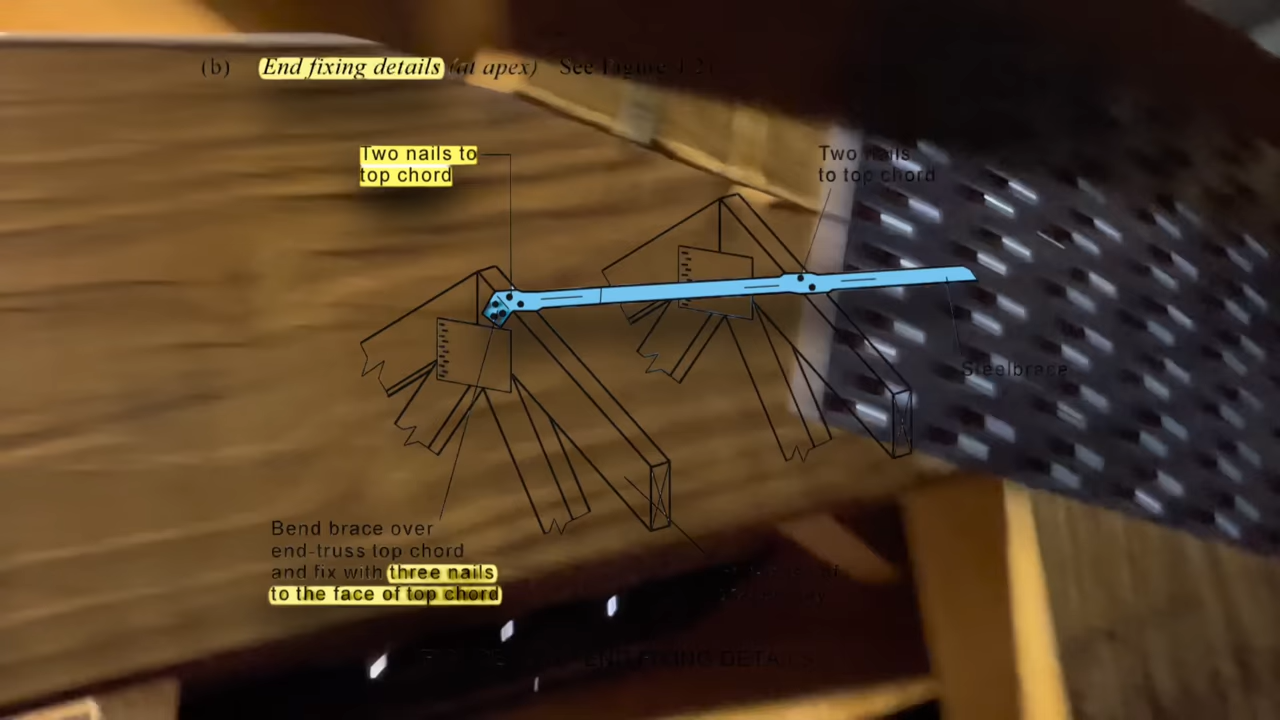 (b) End fixing details (at apex) See Figure
Two nails to
top chord
Two nails
to top chord
Steelbrace
Bend brace over
end-truss top chord
and fix with three nails
to the face of top chord
END FIXING DETAILS